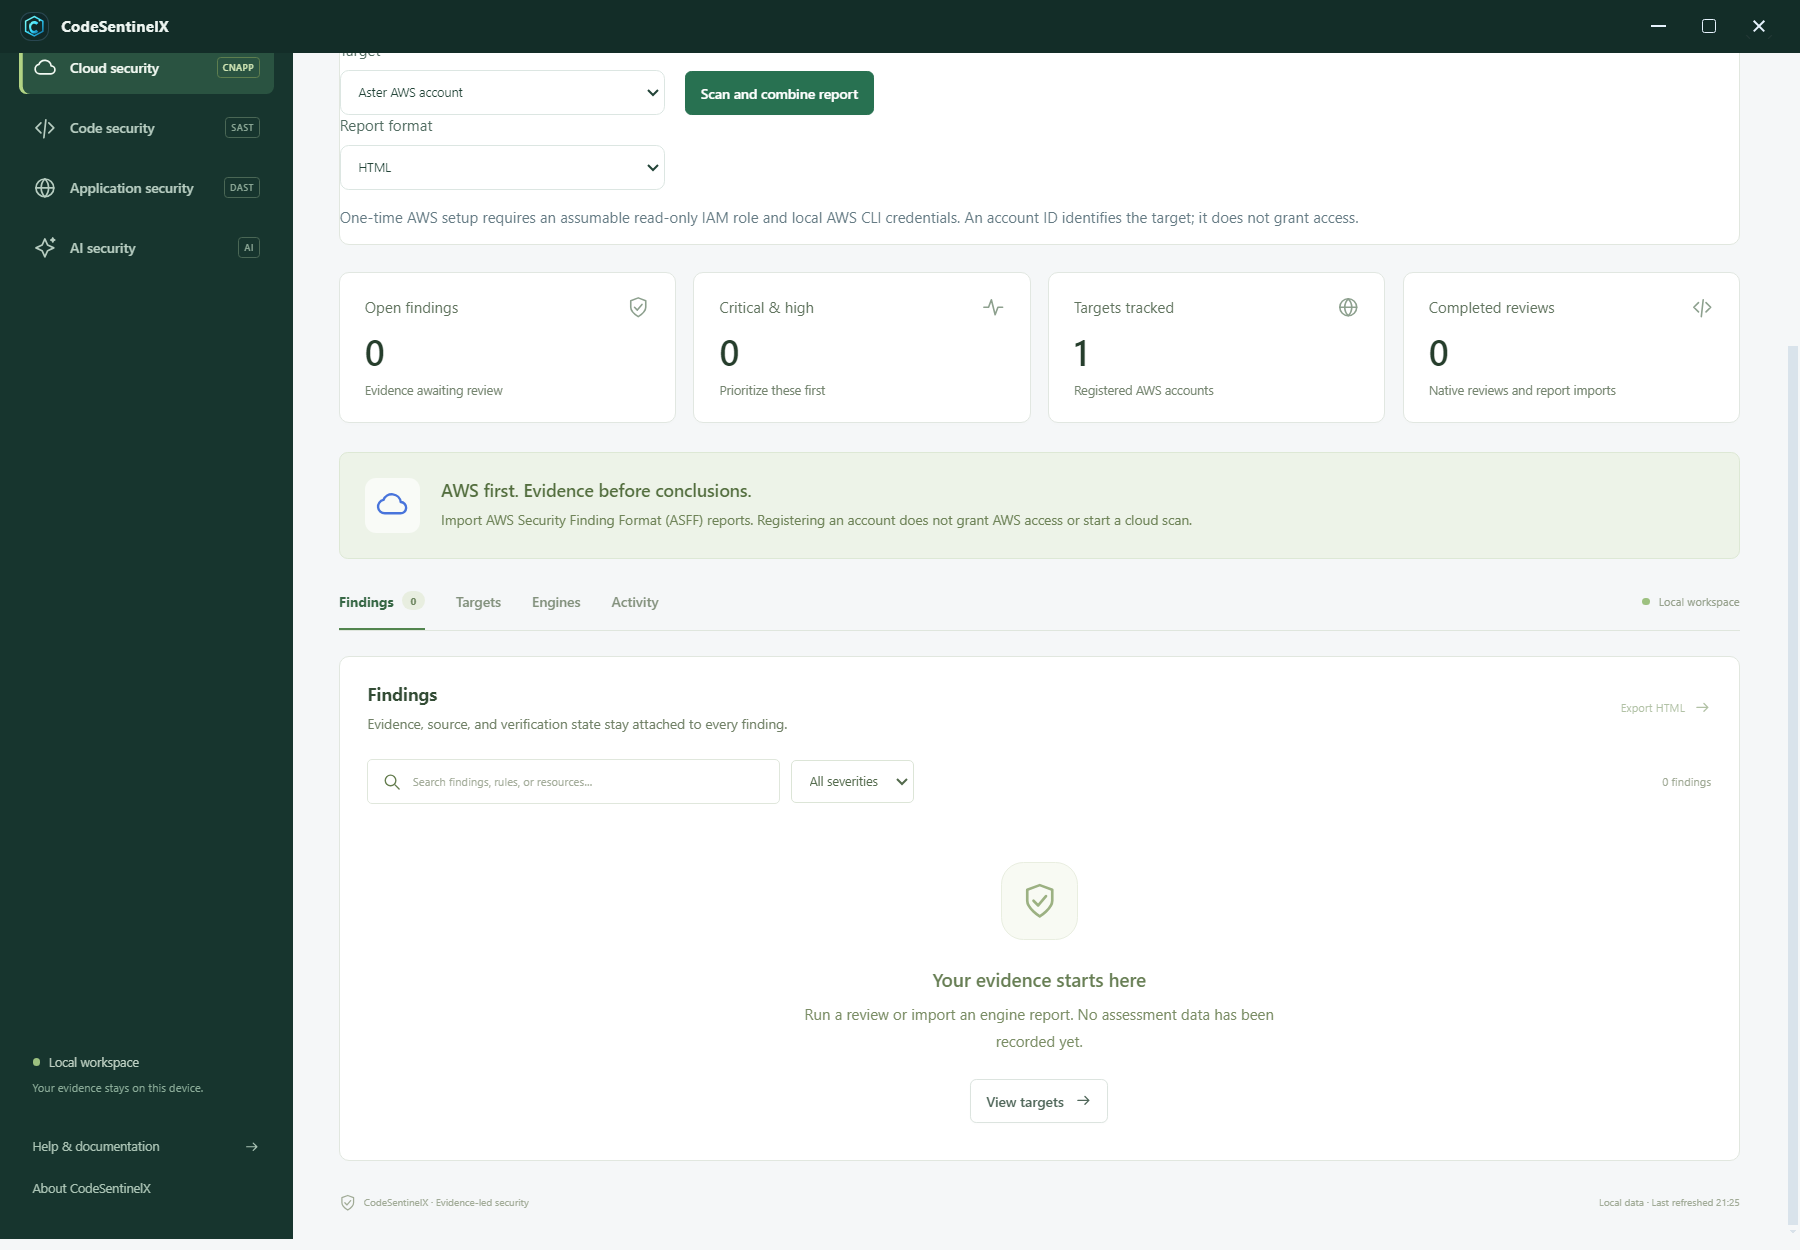 CodeSentinelX
Cloud security
CNAPP
Code security
SAST
Application security
DAST
AI security
AI
Local workspace
Your evidence stays on this device.
Help & documentation
About CodeSentinelX
Target
Aster AWS account
Scan and combine report
Report format
HTML
One-time AWS setup requires an assumable read-only IAM role and local AWS CLI credentials. An account ID identifies the target; it does not grant access.
Open findings
0
Evidence awaiting review
Critical & high
0
Prioritize these first
Targets tracked
1
Registered AWS accounts
Completed reviews
0
Native reviews and report imports
AWS first. Evidence before conclusions.
Import AWS Security Finding Format (ASFF) reports. Registering an account does not grant AWS access or start a cloud scan.
Findings 0 Targets Engines Activity
Local workspace
Findings
Evidence, source, and verification state stay attached to every finding.
Export HTML
Search findings, rules, or resources...
All severities
0 findings
Your evidence starts here
Run a review or import an engine report. No assessment data has been
recorded yet.
View targets
CodeSentinelX · Evidence-led security
Local data · Last refreshed 21:25